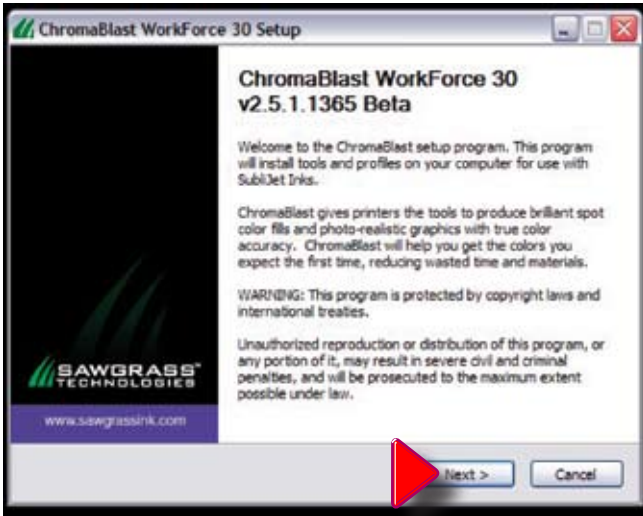 ChromaBlast WorkForce 30 Setup
ChromaBlast WorkForce 30
v2.5.1.1365 Beta
Welcome to the ChromaBlast setup program. This program
will install tools and profiles on your computer for use with
SubliJet Inks.
ChromaBlast gives printers the tools to produce brilliant spot
color fills and photo-realistic graphics with true color
accuracy. ChromaBlast will help you get the colors you
expect the first time, reducing wasted time and materials.
WARNING: This program is protected by copyright laws and
international treaties.
Unauthorized reproduction or distribution of this program, or
any portion of it, may result in severe civil and criminal
penalties, and will be prosecuted to the maximum extent
possible under law.
SAWGRASS™
TECHNOLOGIES
www.sawgrassink.com
Next >
Cancel